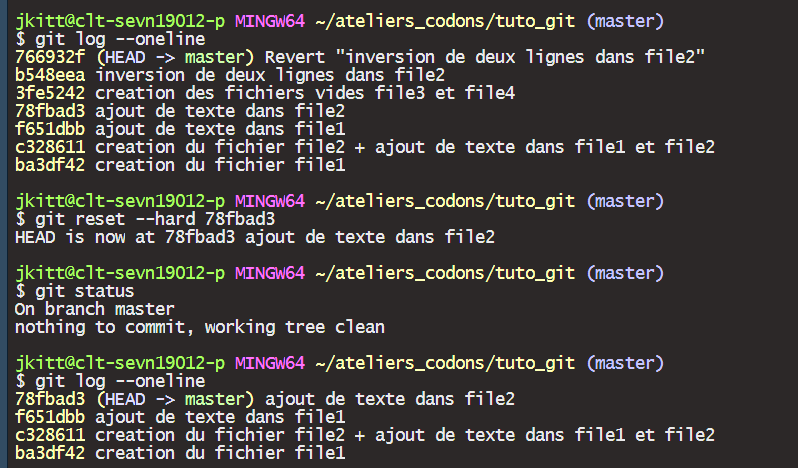 jkitt@clt-sevn19012-p MINGW64 ~/ateliers_codons/tuto_git (master)
$ git log --oneline
766932f (HEAD -> master) Revert "inversion de deux lignes dans file2"
b548eea inversion de deux lignes dans file2
3fe5242 creation des fichiers vides file3 et file4
78fbad3 ajout de texte dans file2
f651dbb ajout de texte dans file1
c328611 creation du fichier file2 + ajout de texte dans file1 et file2
ba3df42 creation du fichier file1
jkitt@clt-sevn19012-p MINGW64 ~/ateliers_codons/tuto_git (master)
$ git reset --hard 78fbad3
HEAD is now at 78fbad3 ajout de texte dans file2
jkitt@clt-sevn19012-p MINGW64 ~/ateliers_codons/tuto_git (master)
$ git status
On branch master
nothing to commit, working tree clean
jkitt@clt-sevn19012-p MINGW64 ~/ateliers_codons/tuto_git (master)
$ git log --oneline
78fbad3 (HEAD -> master) ajout de texte dans file2
f651dbb ajout de texte dans file1
c328611 creation du fichier file2 + ajout de texte dans file1 et file2
ba3df42 creation du fichier file1